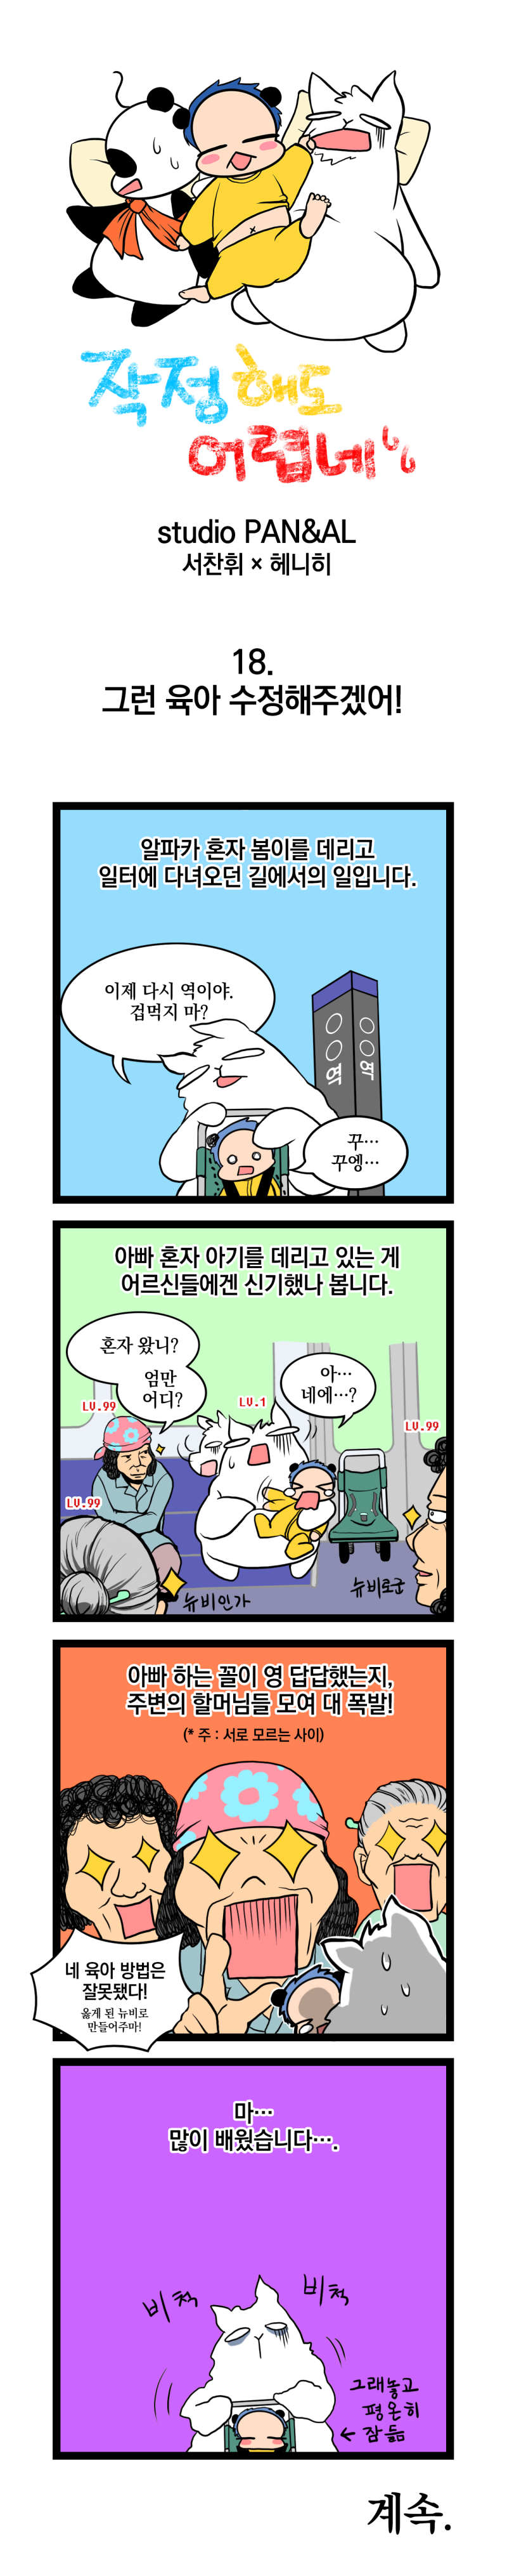 작정해도
어렵네
studio PAN&AL
서찬휘 × 헤니히
18.
그런 육아 수정해주겠어!
알파카 혼자 봄이를 데리고
일터에 다녀오던 길에서의 일입니다.
이제 다시 역이야.
겁먹지 마?
○○역
○○역
꾸…
꾸엥…
아빠 혼자 아기를 데리고 있는 게
어르신들에겐 신기했나 봅니다.
혼자 왔니?
엄만
어디?
아…
네에…?
LV.99
LV.1
LV.99
LV.99
뉴비인가
뉴비로군
아빠 하는 꼴이 영 답답했는지,
주변의 할머님들 모여 대 폭발!
(* 주 : 서로 모르는 사이)
네 육아 방법은
잘못됐다!
옳게 된 뉴비로
만들어주마!
마…
많이 배웠습니다….
비척
비척
그래놓고
평온히
← 잠듦
계속.